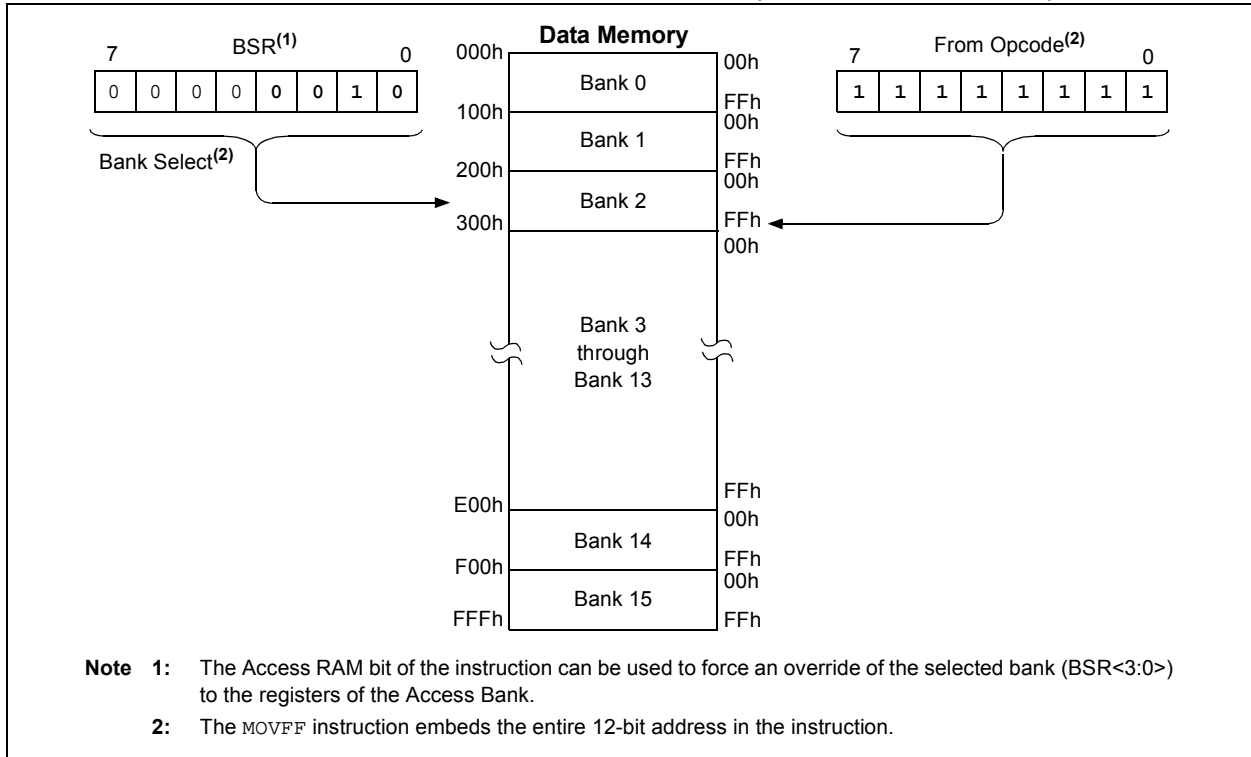 Data Memory
7 BSR(1) 0
0 0 0 0 0 0 1 0
Bank Select(2)
7 From Opcode(2) 0
1 1 1 1 1 1 1 1
000h Bank 0 00h
FFh
100h Bank 1 00h
FFh
200h Bank 2 00h
FFh
300h 00h
Bank 3
through
Bank 13
FFh
E00h Bank 14 00h
FFh
F00h Bank 15 00h
FFFh FFh
Note 1: The Access RAM bit of the instruction can be used to force an override of the selected bank (BSR<3:0>)
to the registers of the Access Bank.
2: The MOVFF instruction embeds the entire 12-bit address in the instruction.